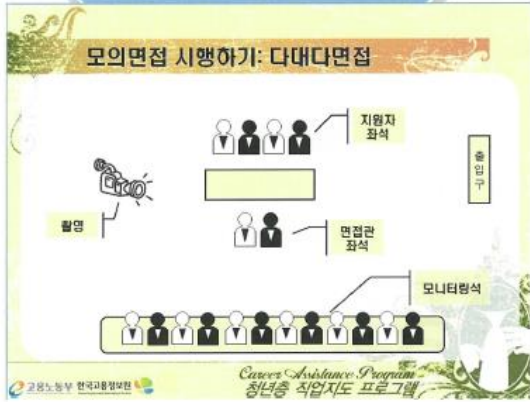 모의면접 시행하기: 다대다면접
지원자
좌석
출입구
촬영
면접관
좌석
모니터링석
고용노동부 한국고용정보원
Career Assistance Program
청년층 직업지도 프로그램